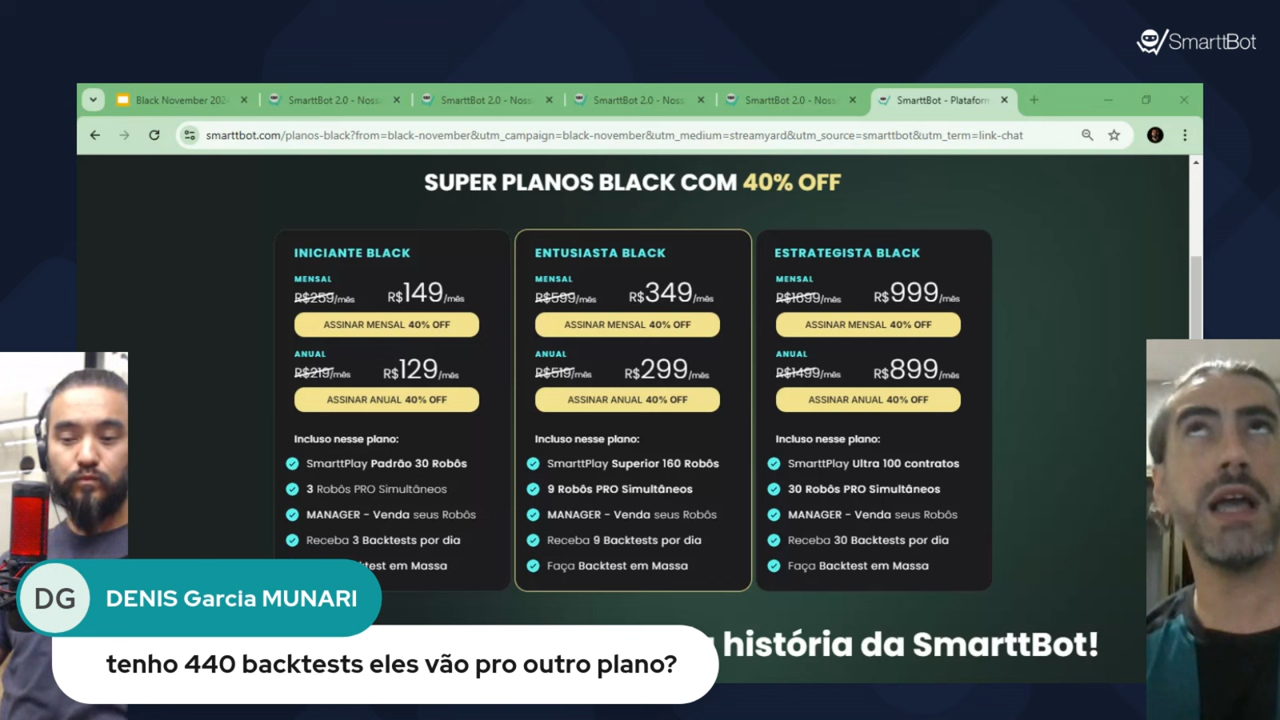 SmarttBot
Black November 202
SmarttBot 2.0 - Noss
SmarttBot 2.0 - Noss
SmarttBot 2.0 - Noss
SmarttBot 2.0 - Noss
SmarttBot - Plataform
smarttbot.com/planos-black?from=black-november&utm_campaign=black-november&utm_medium=streamyard&utm_source=smarttbot&utm_term=link-chat
SUPER PLANOS BLACK COM 40% OFF
INICIANTE BLACK
MENSAL
R$259/mês R$149/mês
ASSINAR MENSAL 40% OFF
ANUAL
R$219/mês R$129/mês
ASSINAR ANUAL 40% OFF
Incluso nesse plano:
SmarttPlay Padrão 30 Robôs
3 Robôs PRO Simultâneos
MANAGER - Venda seus Robôs
Receba 3 Backtests por dia
test em Massa
ENTUSIASTA BLACK
MENSAL
R$599/mês R$349/mês
ASSINAR MENSAL 40% OFF
ANUAL
R$519/mês R$299/mês
ASSINAR ANUAL 40% OFF
Incluso nesse plano:
SmarttPlay Superior 160 Robôs
9 Robôs PRO Simultâneos
MANAGER - Venda seus Robôs
Receba 9 Backtests por dia
Faça Backtest em Massa
ESTRATEGISTA BLACK
MENSAL
R$1699/mês R$999/mês
ASSINAR MENSAL 40% OFF
ANUAL
R$1499/mês R$899/mês
ASSINAR ANUAL 40% OFF
Incluso nesse plano:
SmarttPlay Ultra 100 contratos
30 Robôs PRO Simultâneos
MANAGER - Venda seus Robôs
Receba 30 Backtests por dia
Faça Backtest em Massa
história da SmarttBot!
DG DENIS Garcia MUNARI
tenho 440 backtests eles vão pro outro plano?